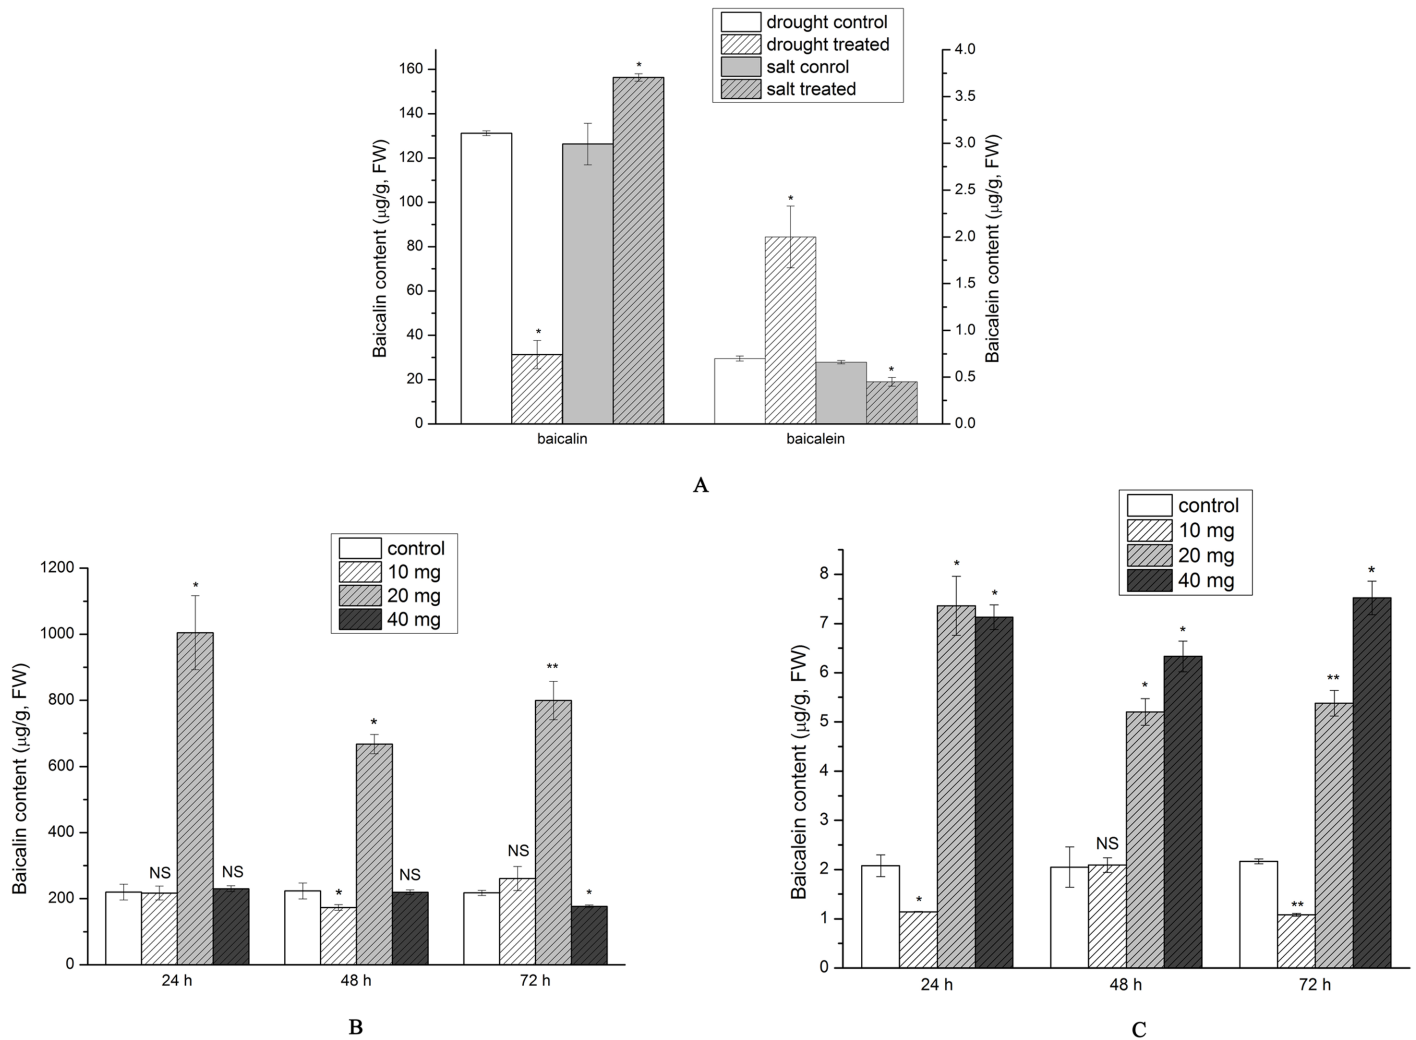 drought control
drought treated
salt conrol
salt treated
Baicalin content (μg/g, FW)
160
140
120
100
80
60
40
20
0
*
*
*
*
baicalin
baicalein
4.0
3.5
3.0
2.5
2.0
1.5
1.0
0.5
0.0
Baicalein content (μg/g, FW)
A
control
10 mg
20 mg
40 mg
Baicalin content (μg/g, FW)
1200
1000
800
600
400
200
0
NS
*
NS
*
*
NS
NS
**
*
24 h
48 h
72 h
B
control
10 mg
20 mg
40 mg
Baicalein content (μg/g, FW)
8
7
6
5
4
3
2
1
0
*
*
*
NS
*
*
**
**
*
24 h
48 h
72 h
C